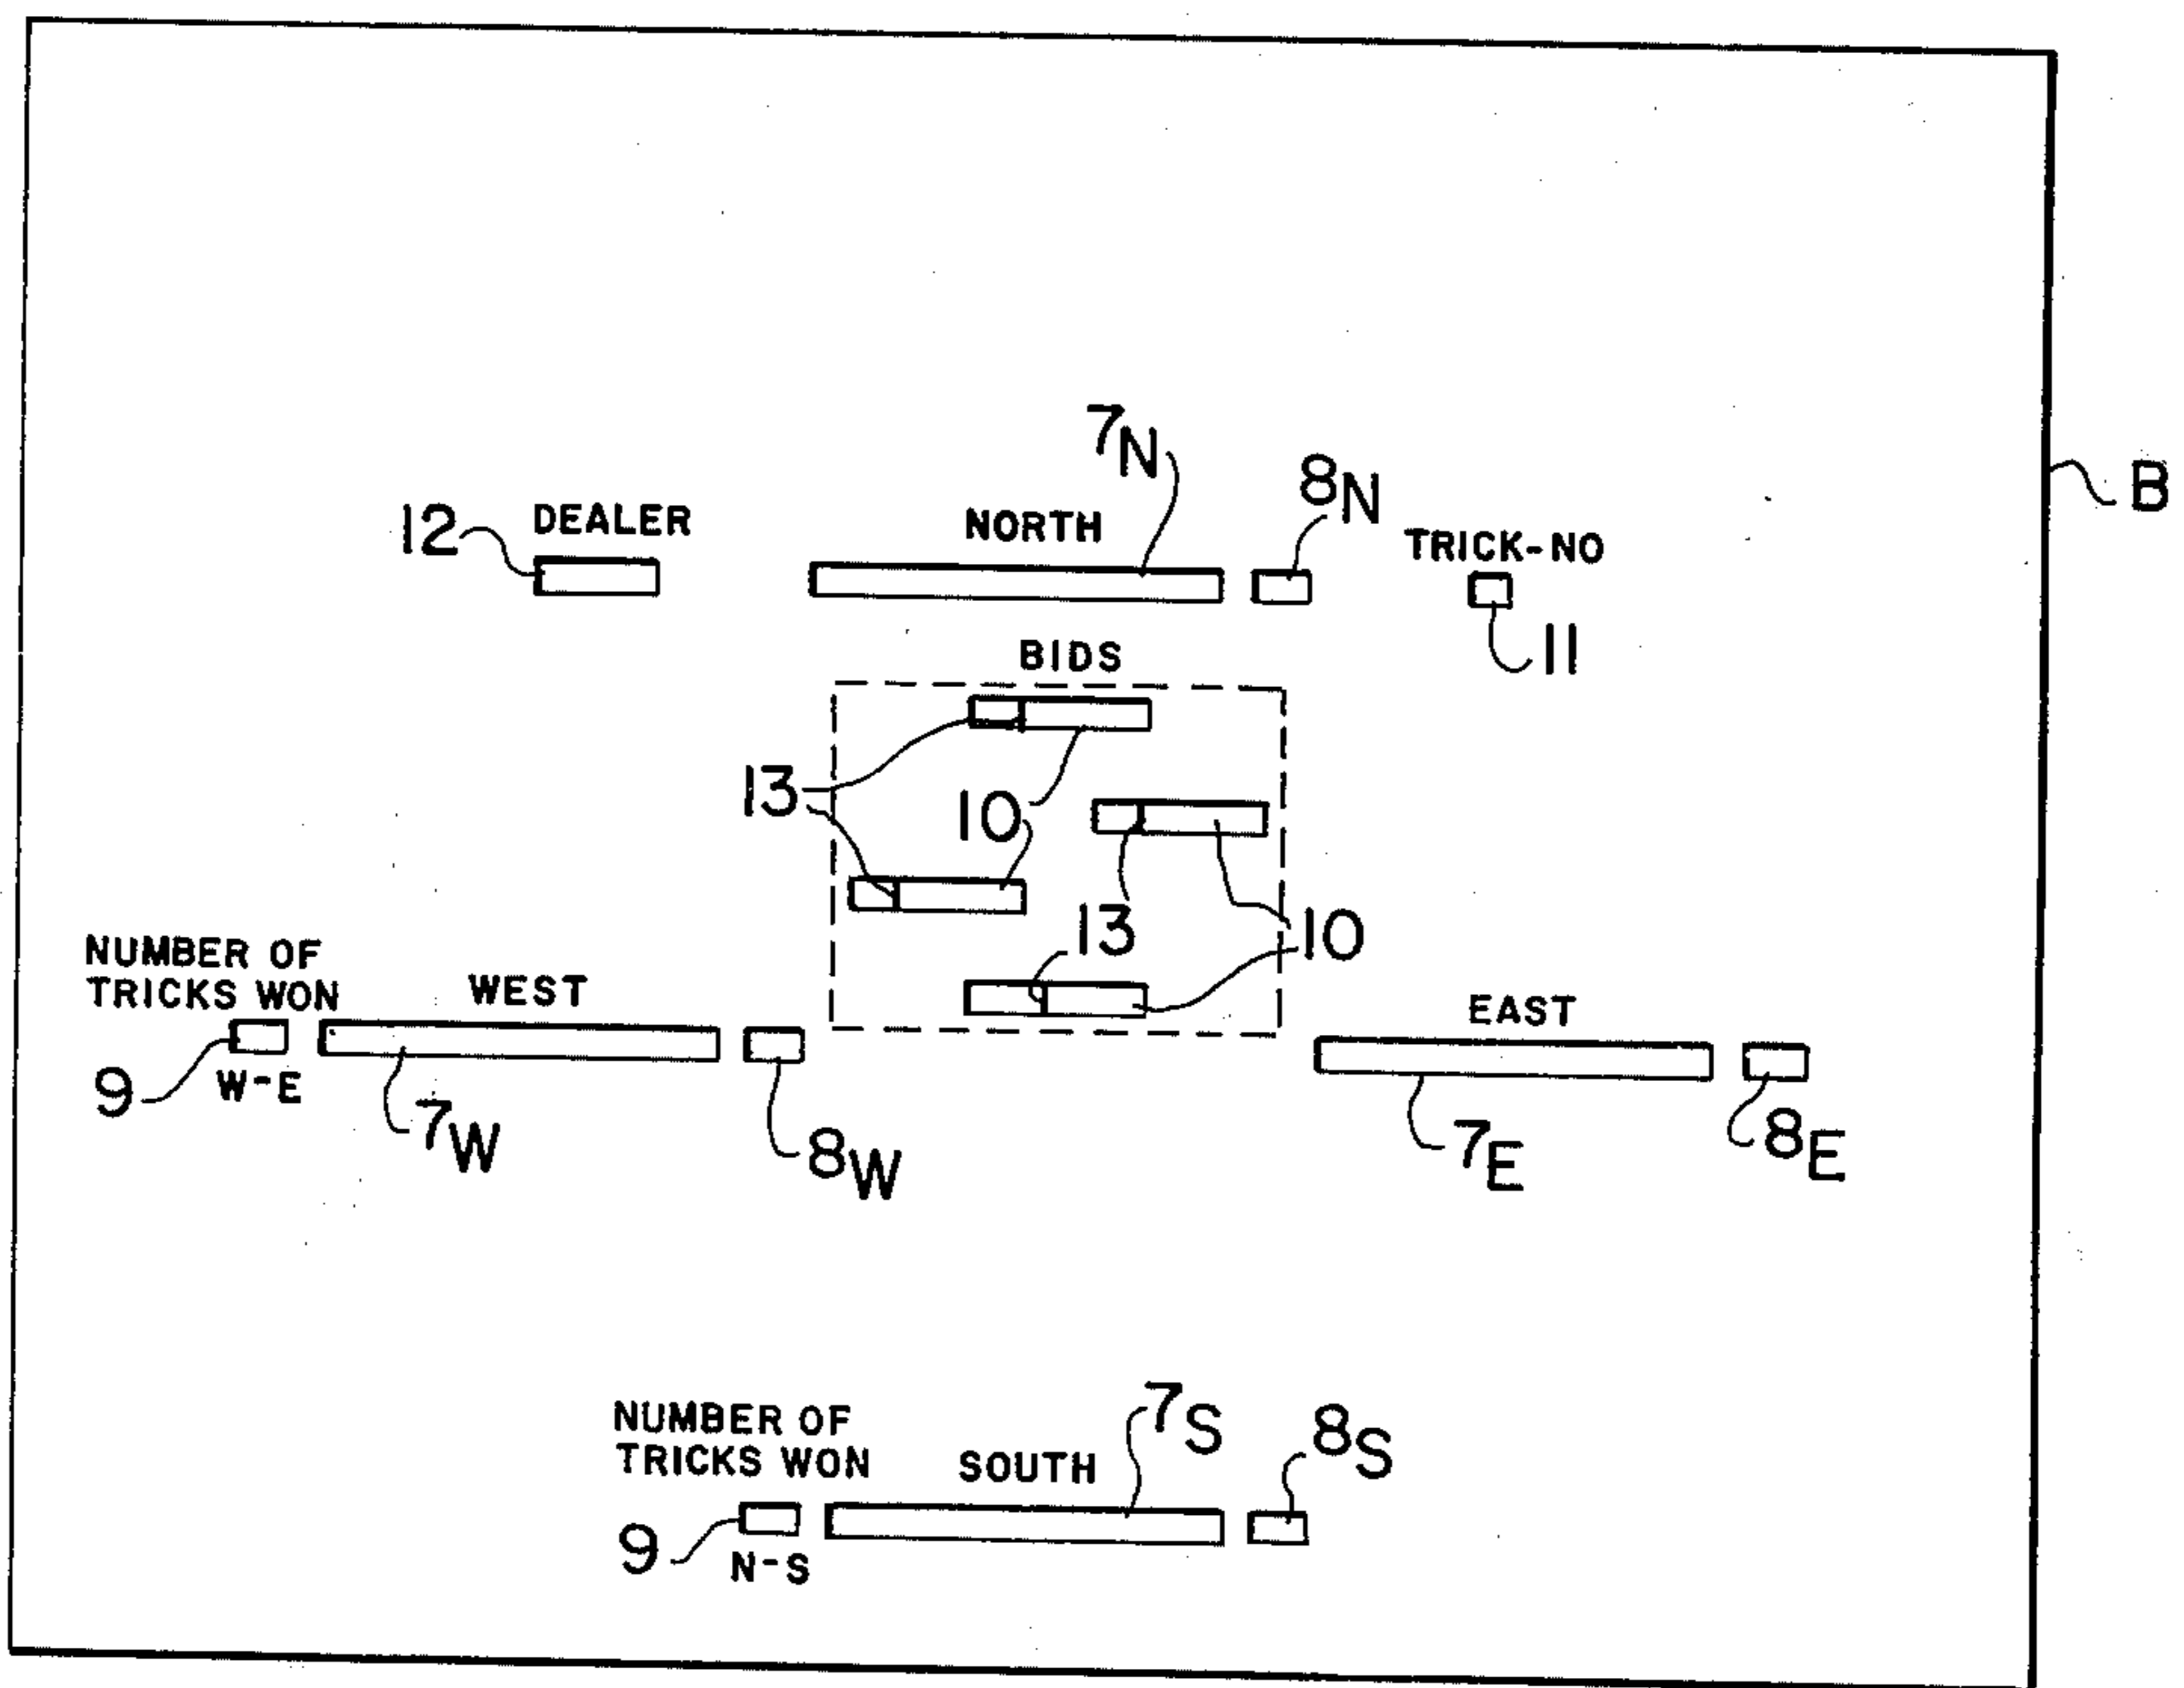 7N
8N
B
12
DEALER
NORTH
TRICK-NO
11
BIDS
13
10
13
10
NUMBER OF
TRICKS WON
WEST
EAST
9
W-E
7W
8W
7E
8E
NUMBER OF
TRICKS WON
SOUTH
7S
8S
9
N-S